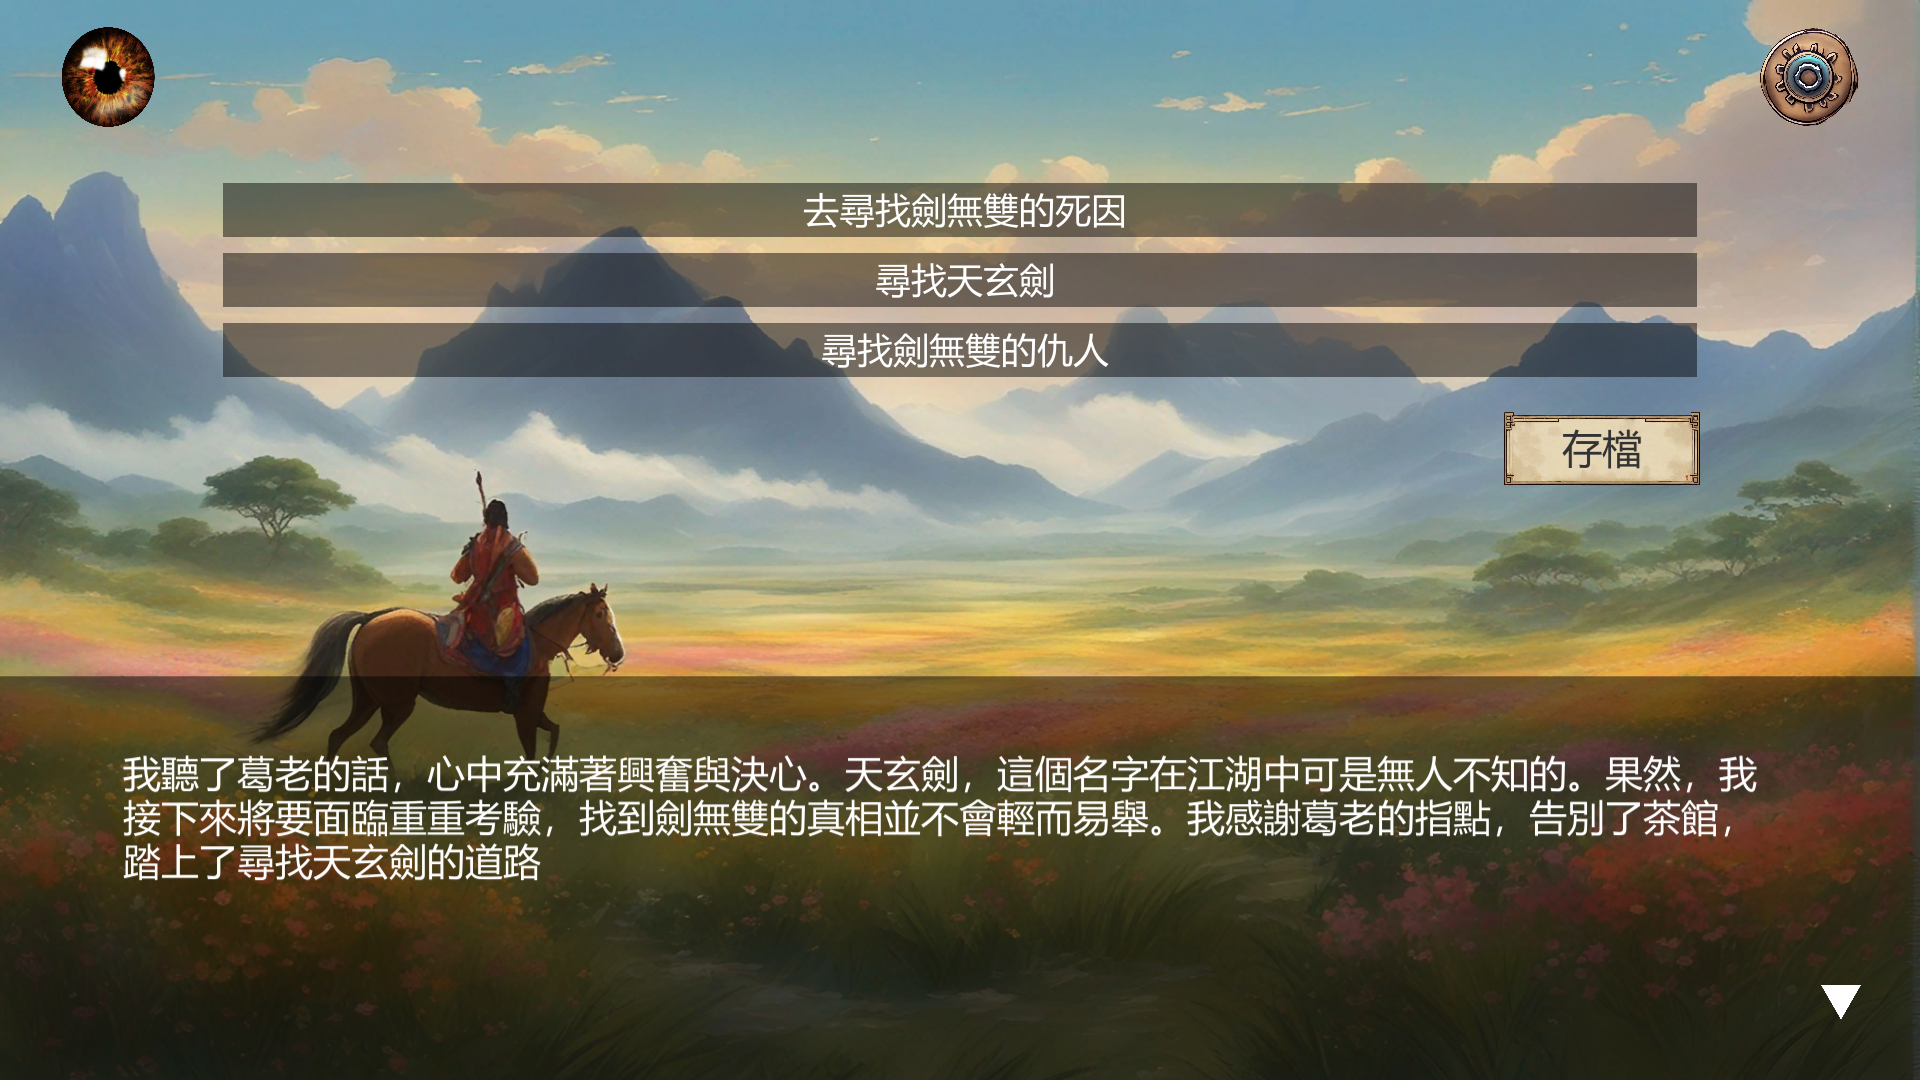 去尋找劍無雙的死因
尋找天玄劍
尋找劍無雙的仇人
存檔
我聽了葛老的話，心中充滿著興奮與決心。天玄劍，這個名字在江湖中可是無人不知的。果然，我
接下來將要面臨重重考驗，找到劍無雙的真相並不會輕而易舉。我感謝葛老的指點，告別了茶館，
踏上了尋找天玄劍的道路